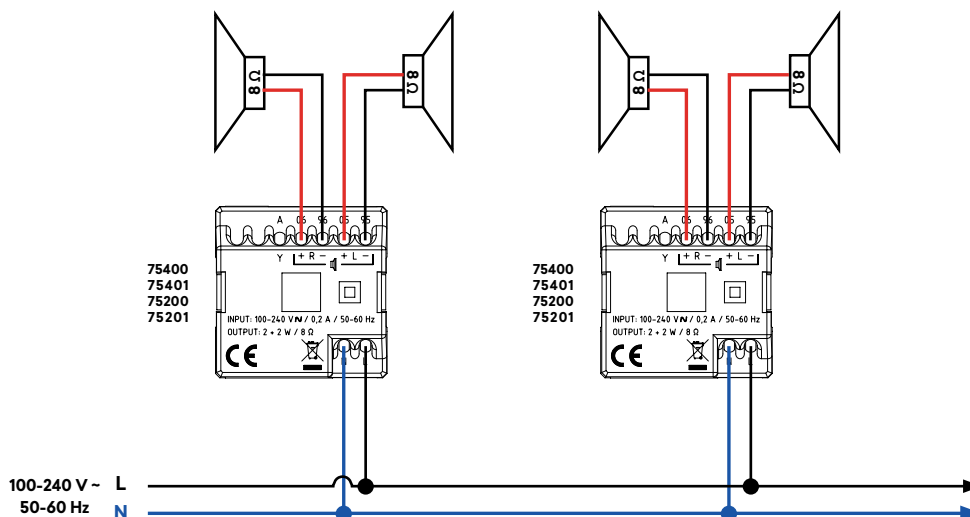 8 Ω
8 Ω
8 Ω
8 Ω
A 06 96 05 95
Y + R - + L -
75400
75401
75200
75201
INPUT: 100-240 V~ / 0,2 A / 50-60 Hz
OUTPUT: 2 + 2 W / 8 Ω
CE
N L
A 06 96 05 95
Y + R - + L -
75400
75401
75200
75201
INPUT: 100-240 V~ / 0,2 A / 50-60 Hz
OUTPUT: 2 + 2 W / 8 Ω
CE
N L
100-240 V ~ L
50-60 Hz N